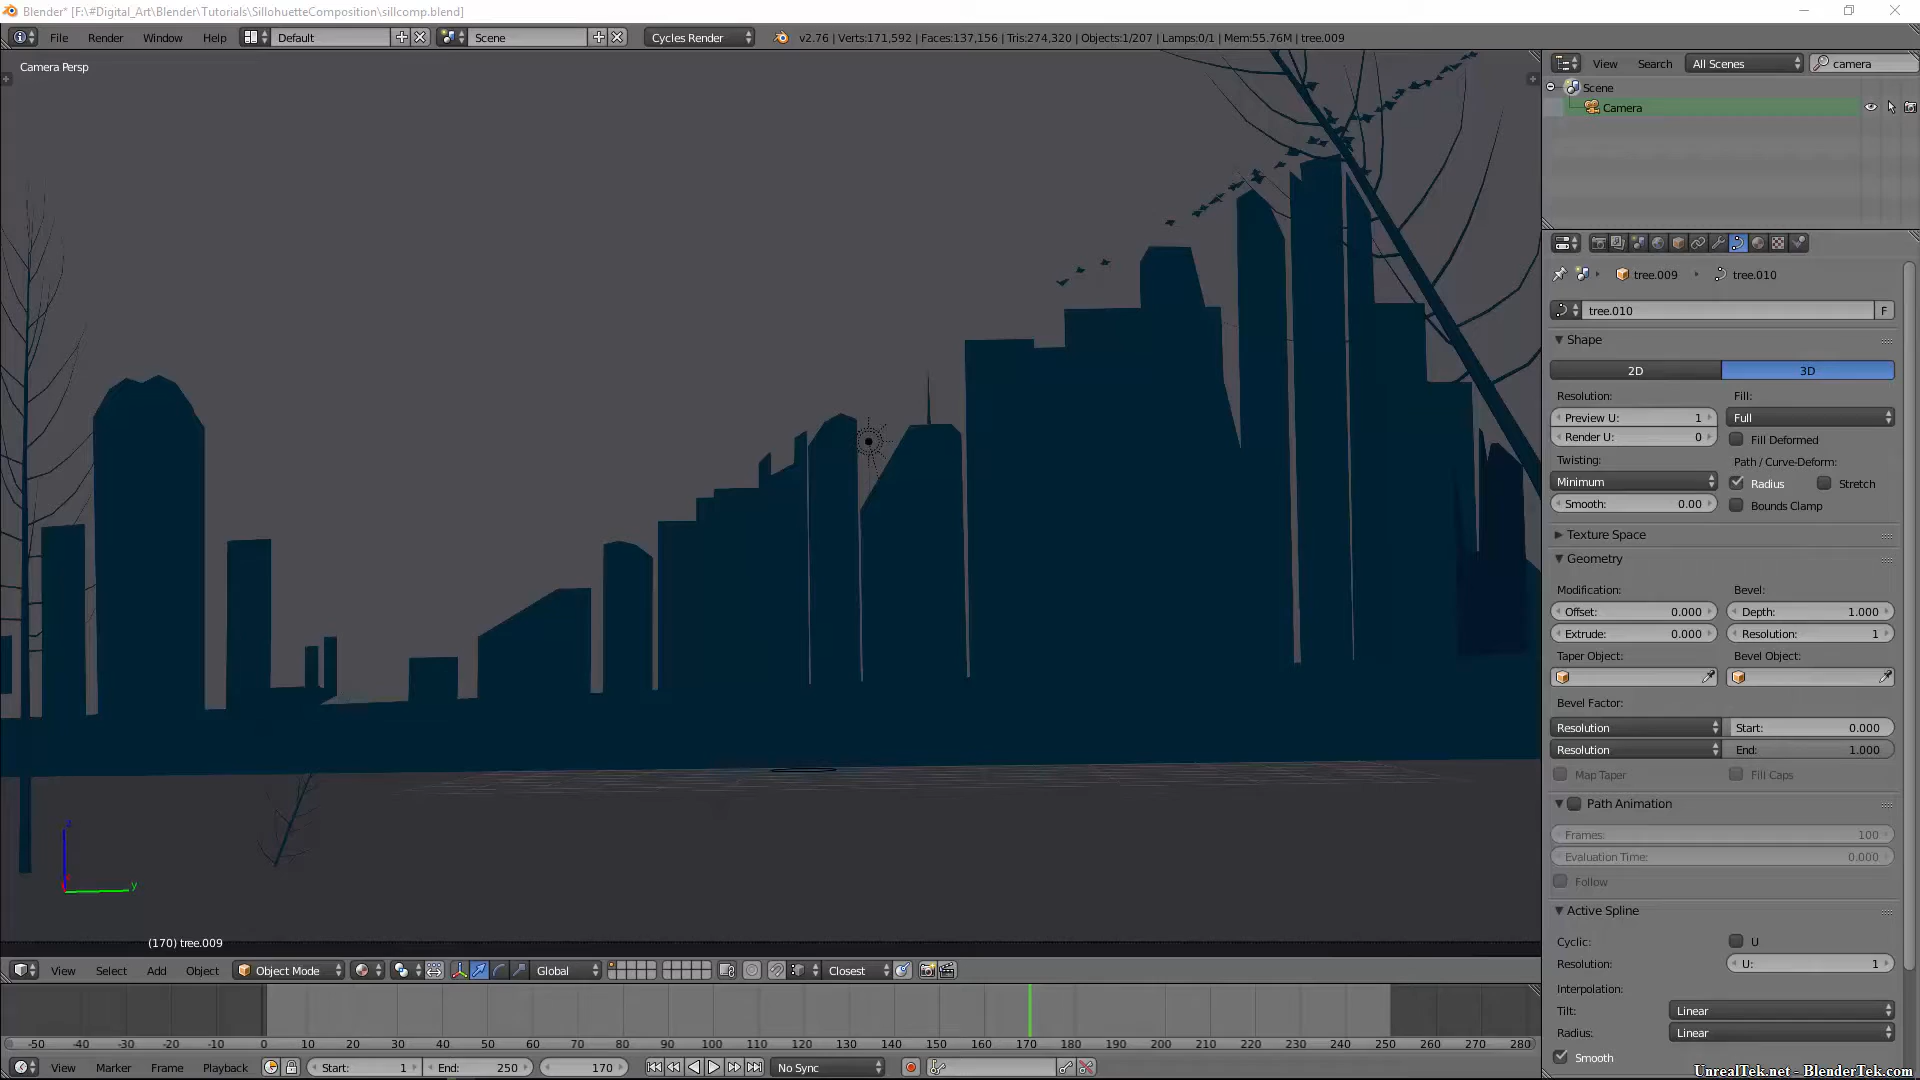 Blender* [F:\#Digital_Art\Blender\Tutorials\SillohuetteComposition\sillcomp.blend]
File Render Window Help Default Scene Cycles Render v2.76 | Verts:171,592 | Faces:137,156 | Tris:274,320 | Objects:1/207 | Lamps:0/1 | Mem:55.76M | tree.009
Camera Persp
View Search All Scenes camera
Scene
Camera
tree.009 tree.010
tree.010 F
Shape
2D 3D
Resolution: Fill:
Preview U: 1 Full
Render U: 0 Fill Deformed
Twisting: Path / Curve-Deform:
Minimum Radius Stretch
Smooth: 0.00 Bounds Clamp
Texture Space
Geometry
Modification: Bevel:
Offset: 0.000 Depth: 1.000
Extrude: 0.000 Resolution: 1
Taper Object: Bevel Object:
Bevel Factor:
Resolution Start: 0.000
Resolution End: 1.000
Map Taper Fill Caps
Path Animation
Frames: 100
Evaluation Time: 0.000
Follow
Active Spline
Cyclic: U
Resolution: U: 1
Interpolation:
Tilt: Linear
Radius: Linear
Smooth
z
y
(170) tree.009
View Select Add Object Object Mode Global Closest
-50 -40 -30 -20 -10 0 10 20 30 40 50 60 70 80 90 100 110 120 130 140 150 160 170 180 190 200 210 220 230 240 250 260 270 280
View Marker Frame Playback Start: 1 End: 250 170 No Sync
UnrealTek.net - BlenderTek.com